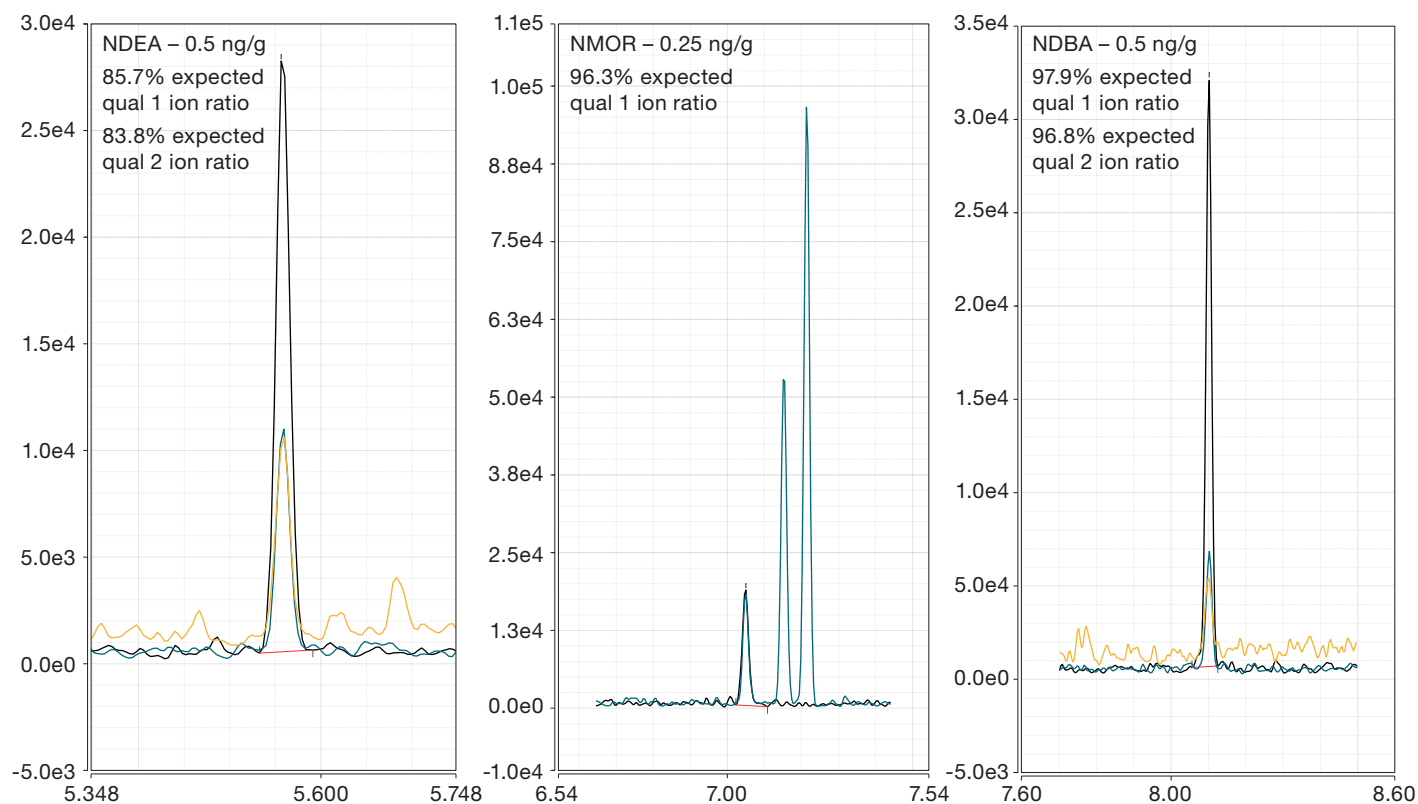 3.0e4
2.5e4
2.0e4
1.5e4
1.0e4
5.0e3
0.0e0
-5.0e3
NDEA – 0.5 ng/g
85.7% expected
qual 1 ion ratio
83.8% expected
qual 2 ion ratio
5.348
5.600
5.748
1.1e5
1.0e5
8.8e4
7.5e4
6.3e4
5.0e4
3.8e4
2.5e4
1.3e4
0.0e0
-1.0e4
NMOR – 0.25 ng/g
96.3% expected
qual 1 ion ratio
6.54
7.00
7.54
3.5e4
3.0e4
2.5e4
2.0e4
1.5e4
1.0e4
5.0e4
0.0e0
-5.0e3
NDBA – 0.5 ng/g
97.9% expected
qual 1 ion ratio
96.8% expected
qual 2 ion ratio
7.60
8.00
8.60